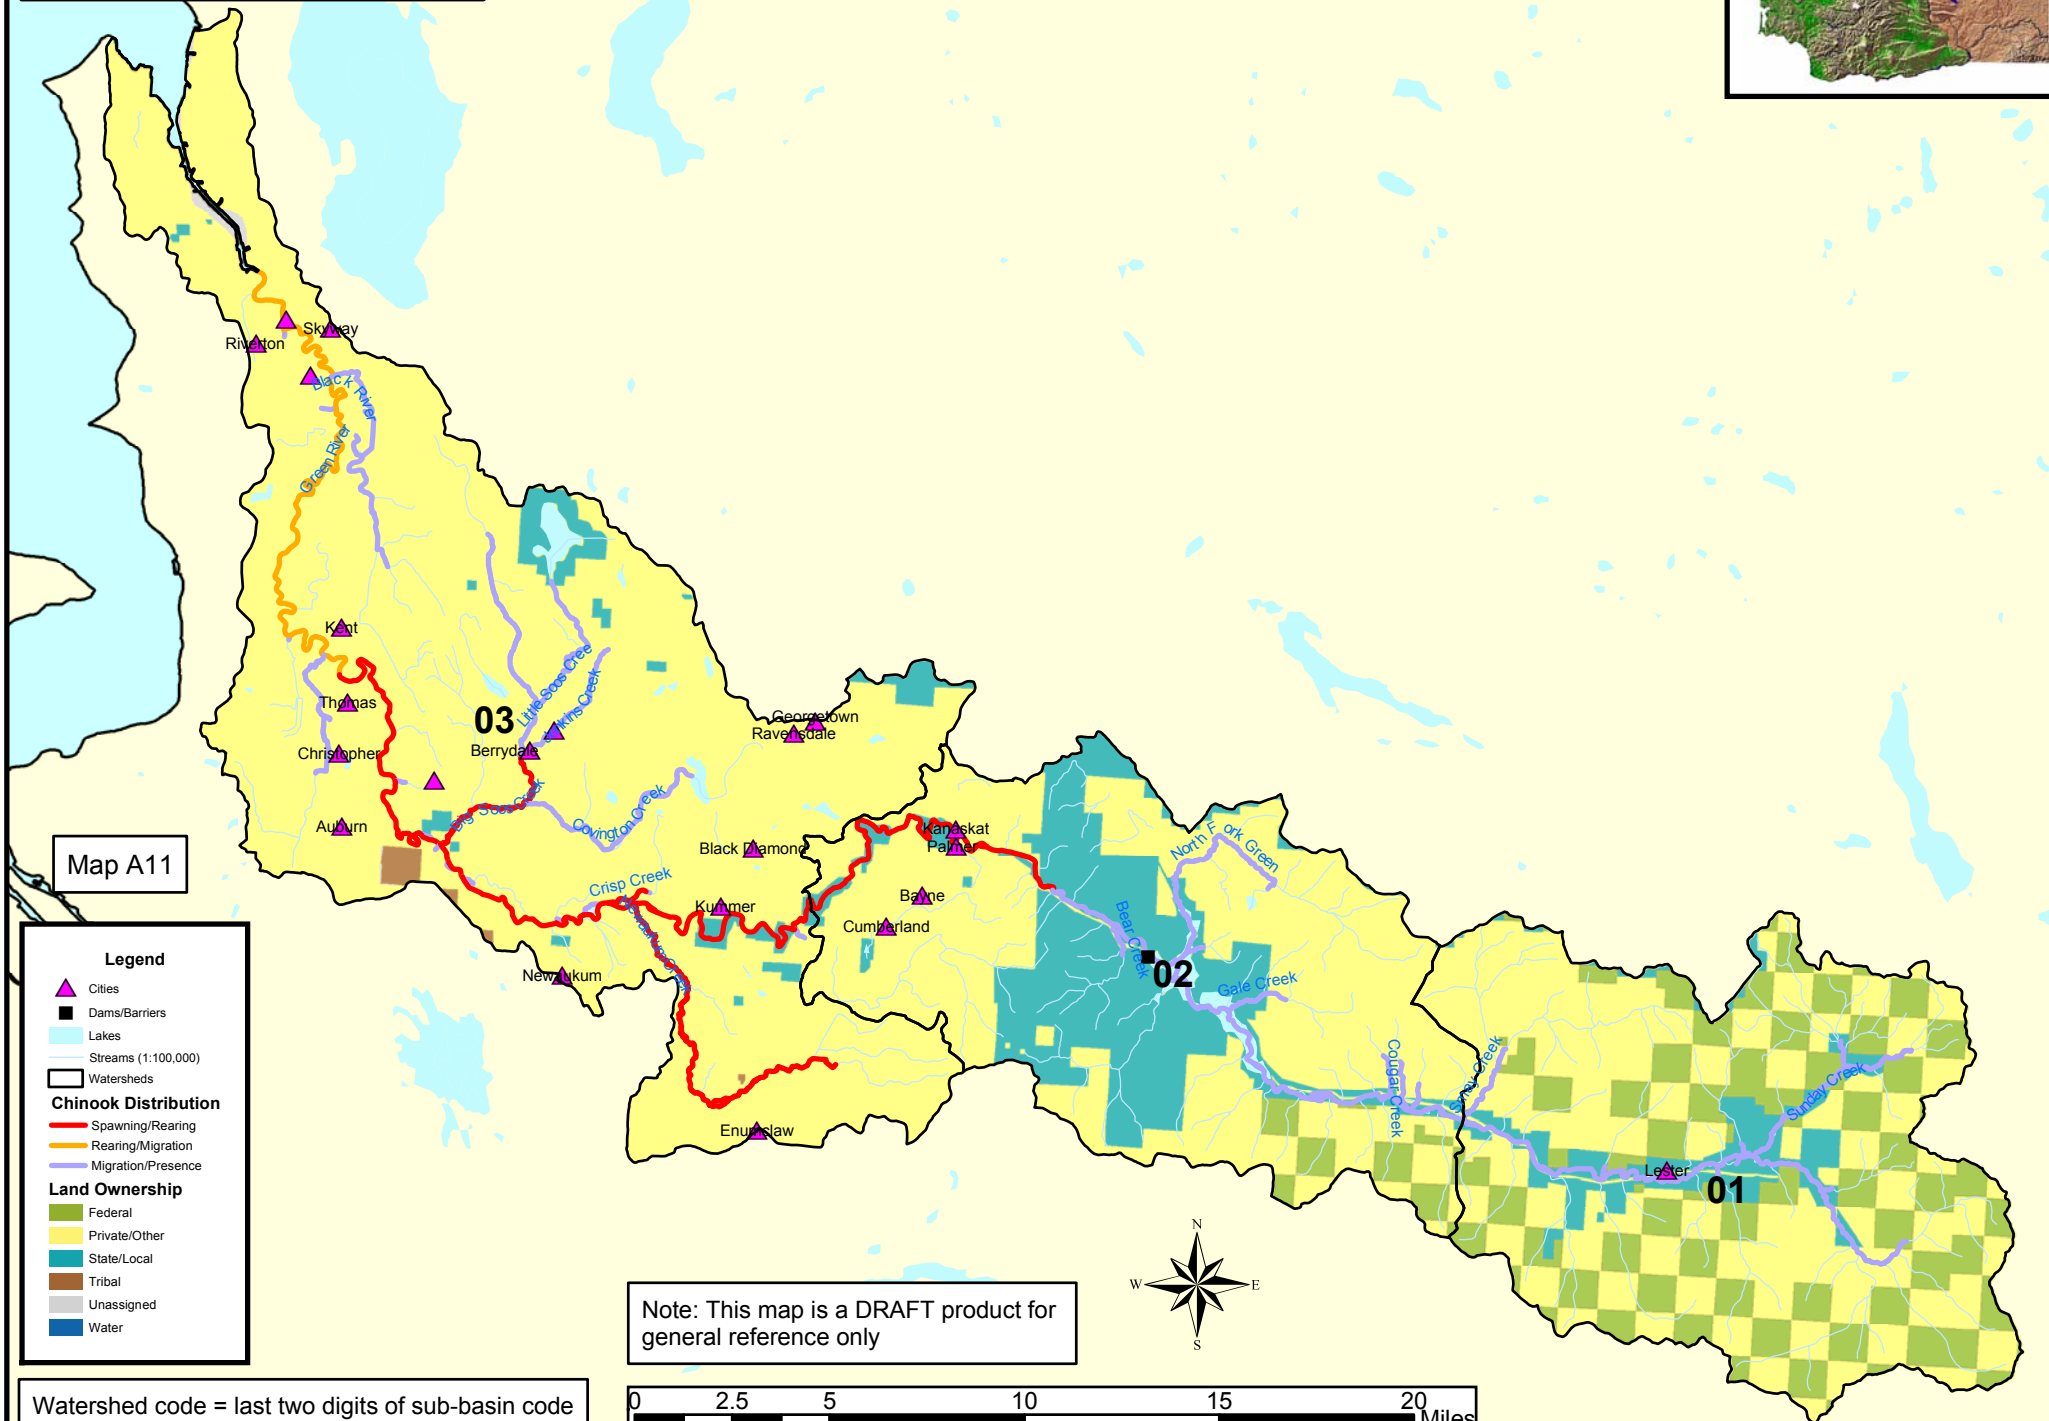 Skyway
Riverton
Black River
Green River
Kent
Thomas
Christopher
Auburn
03
Little Soos Cree
Jenkins Creek
Berrydale
Big Soos Creek
Covington Creek
Georgetown
Ravensdale
Black Diamond
Crisp Creek
Kummer
Newaukum Creek
Newaukum
Enumclaw
Kanaskat
Palmer
Bayne
Cumberland
North Fork Green
Bear Creek
02
Gale Creek
Cougar Creek
Smay Creek
Sunday Creek
Lester
01
Map A11
Legend
Cities
Dams/Barriers
Lakes
Streams (1:100,000)
Watersheds
Chinook Distribution
Spawning/Rearing
Rearing/Migration
Migration/Presence
Land Ownership
Federal
Private/Other
State/Local
Tribal
Unassigned
Water
N
W
E
S
Note: This map is a DRAFT product for
general reference only
Watershed code = last two digits of sub-basin code
0 2.5 5 10 15 20
Miles